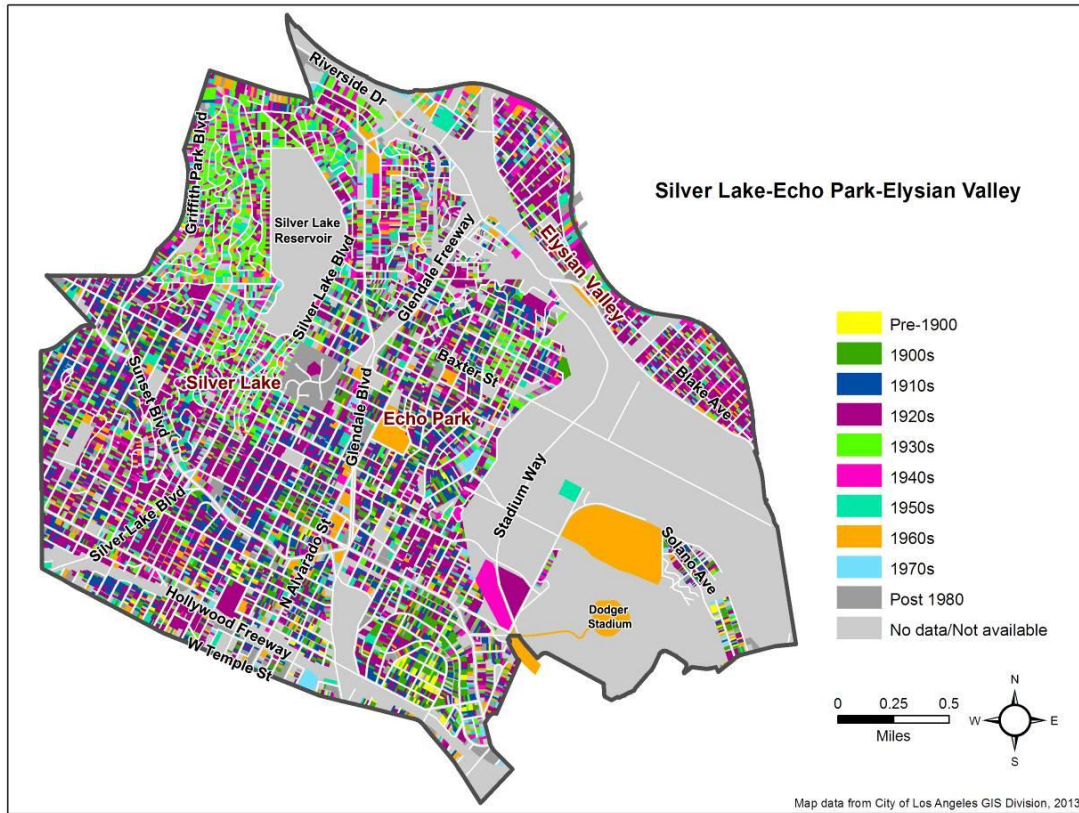 Silver Lake-Echo Park-Elysian Valley
Riverside Dr
Griffith Park Blvd
Silver Lake
Reservoir
Silver Lake Blvd
Glendale Freeway
Elysian Valley
Baxter St
Blake Ave
Sunset Blvd
Silver Lake
Echo Park
Glendale Blvd
Stadium Way
Silver Lake Blvd
N Alvarado St
Solano Ave
Hollywood Freeway
W Temple St
Dodger
Stadium
Pre-1900
1900s
1910s
1920s
1930s
1940s
1950s
1960s
1970s
Post 1980
No data/Not available
0 0.25 0.5
Miles
N
W E
S
Map data from City of Los Angeles GIS Division, 2013